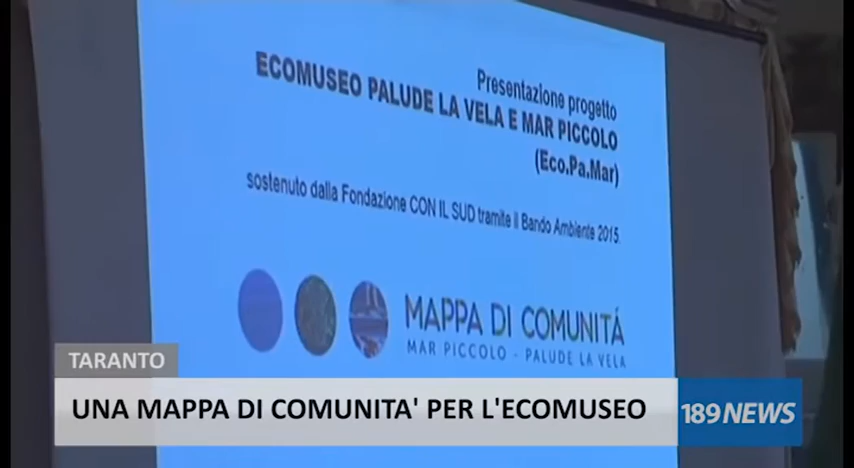 Presentazione progetto
ECOMUSEO PALUDE LA VELA E MAR PICCOLO
(Eco.Pa.Mar)
sostenuto dalla Fondazione CON IL SUD tramite il Bando Ambiente 2015.
MAPPA DI COMUNITÁ
MAR PICCOLO - PALUDE LA VELA
TARANTO
UNA MAPPA DI COMUNITA' PER L'ECOMUSEO
189NEWS